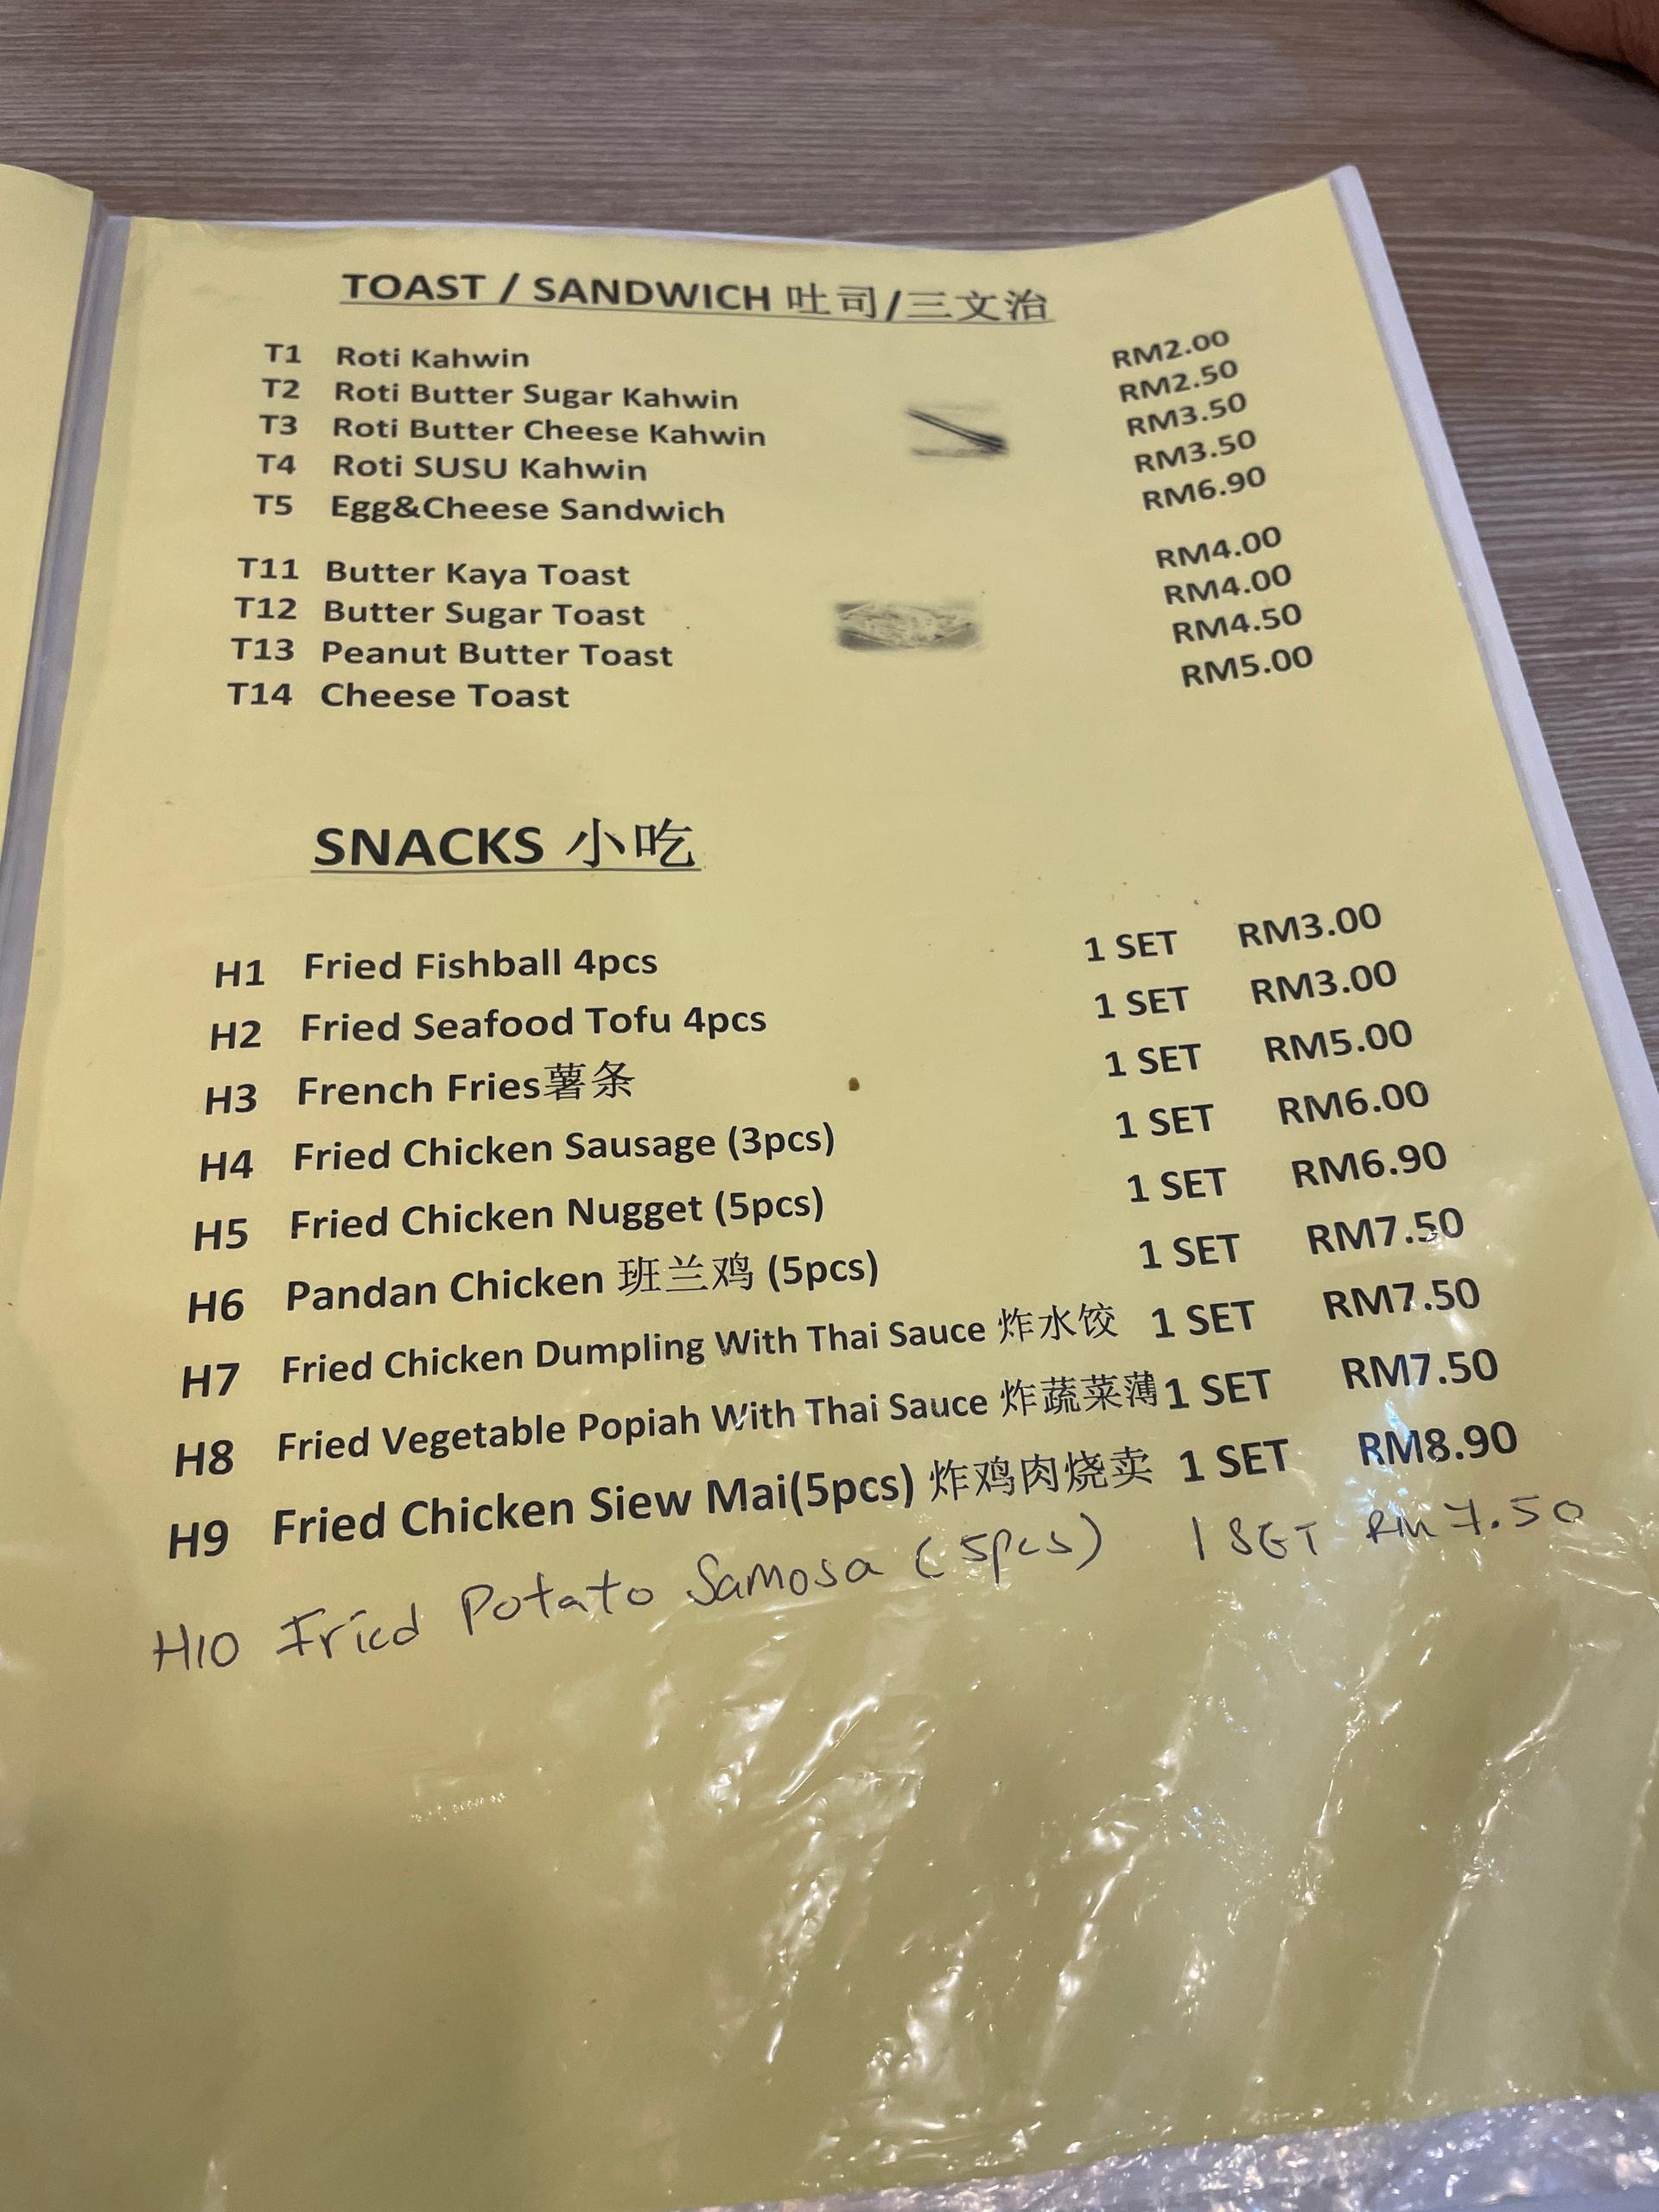 TOAST / SANDWICH 吐司/三文治
T1 Roti Kahwin RM2.00
T2 Roti Butter Sugar Kahwin RM2.50
T3 Roti Butter Cheese Kahwin RM3.50
T4 Roti SUSU Kahwin RM3.50
T5 Egg&Cheese Sandwich RM6.90
T11 Butter Kaya Toast RM4.00
T12 Butter Sugar Toast RM4.00
T13 Peanut Butter Toast RM4.50
T14 Cheese Toast RM5.00
SNACKS 小吃
H1 Fried Fishball 4pcs 1 SET RM3.00
H2 Fried Seafood Tofu 4pcs 1 SET RM3.00
H3 French Fries薯条 1 SET RM5.00
H4 Fried Chicken Sausage (3pcs) 1 SET RM6.00
H5 Fried Chicken Nugget (5pcs) 1 SET RM6.90
H6 Pandan Chicken 班兰鸡 (5pcs) 1 SET RM7.50
H7 Fried Chicken Dumpling With Thai Sauce 炸水饺 1 SET RM7.50
H8 Fried Vegetable Popiah With Thai Sauce 炸蔬菜薄 1 SET RM7.50
H9 Fried Chicken Siew Mai(5pcs) 炸鸡肉烧卖 1 SET RM8.90
H10 Fried Potato Samosa (5pcs) 1 SET RM 7.50